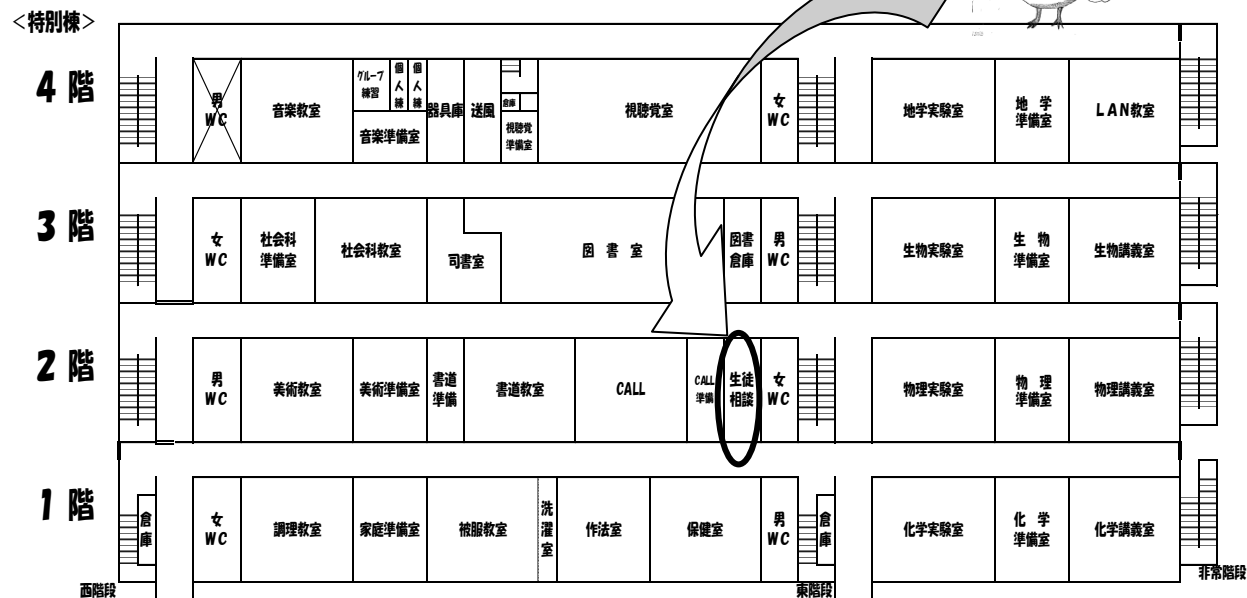 <特別棟>
4 階
男
WC
音楽教室
グループ
練習
個人練
個人練
音楽準備室
器具庫
送風
倉庫
視聴覚
準備室
視聴覚室
女
WC
地学実験室
地 学
準備室
LAN教室
3 階
女
WC
社会科
準備室
社会科教室
司書室
図 書 室
図書
倉庫
男
WC
生物実験室
生 物
準備室
生物講義室
2 階
男
WC
美術教室
美術準備室
書道
準備
書道教室
CALL
CALL
準備
生徒
相談
女
WC
物理実験室
物 理
準備室
物理講義室
1 階
倉庫
女
WC
調理教室
家庭準備室
被服教室
洗濯室
作法室
保健室
男
WC
倉庫
化学実験室
化 学
準備室
化学講義室
西階段
東階段
非常階段